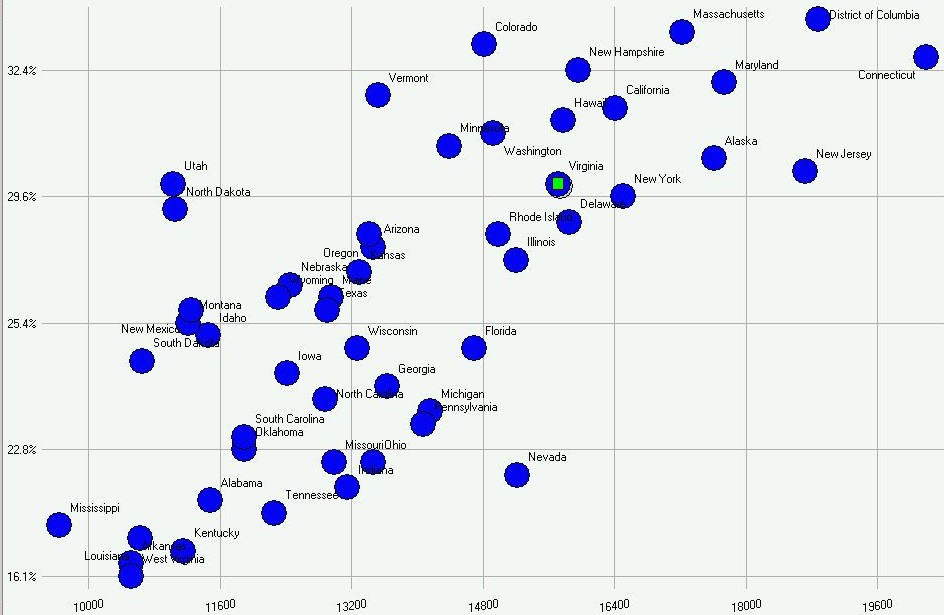 Massachusetts
District of Columbia
Colorado
New Hampshire
32.4%
Maryland
Connecticut
Vermont
California
Hawaii
Minnesota
Washington
Alaska
New Jersey
Utah
Virginia
North Dakota
New York
29.6%
Delaware
Rhode Island
Arizona
Illinois
Oregon
Kansas
Nebraska
Wyoming
Maine
Texas
Montana
Idaho
25.4%
New Mexico
Wisconsin
Florida
South Dakota
Iowa
Georgia
North Carolina
Michigan
Pennsylvania
South Carolina
Oklahoma
22.8%
Missouri
Ohio
Nevada
Indiana
Alabama
Tennessee
Mississippi
Kentucky
Arkansas
Louisiana
West Virginia
16.1%
10000 11600 13200 14800 16400 18000 19600